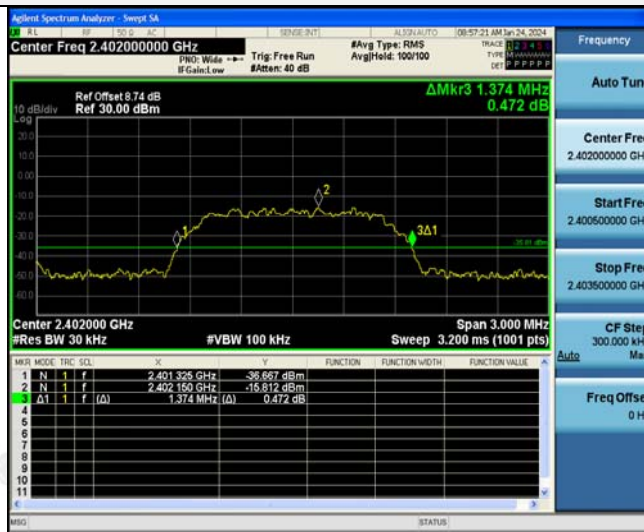 Agilent Spectrum Analyzer - Swept SA
RL RF 50 Ω AC SENSE:INT ALIGN AUTO 08:57:21 AM Jan 24, 2024
Center Freq 2.402000000 GHz
#Avg Type: RMS
TRACE 1 2 3 4 5 6
PNO: Wide
Trig: Free Run
Avg|Hold: 100/100
TYPE
IFGain:Low
#Atten: 40 dB
DET P P P P P P
Ref Offset 8.74 dB
ΔMkr3 1.374 MHz
10 dB/div
Ref 30.00 dBm
0.472 dB
Log
20.0
10.0
0.00
-10.0
2
-20.0
1
3Δ1
-30.0
-40.0
-50.0
-60.0
Center 2.402000 GHz
Span 3.000 MHz
#Res BW 30 kHz
#VBW 100 kHz
Sweep 3.200 ms (1001 pts)
MKR MODE TRC SCL X Y FUNCTION FUNCTION WIDTH FUNCTION VALUE
1 N 1 f 2.401 325 GHz -36.667 dBm
2 N 1 f 2.402 150 GHz -15.812 dBm
3 Δ1 1 f (Δ) 1.374 MHz (Δ) 0.472 dB
4
5
6
7
8
9
10
11
MSG
STATUS
Frequency
Auto Tun
Center Fre
2.402000000 GH
Start Fre
2.400500000 GH
Stop Fre
2.403500000 GH
CF Step
300.000 kH
Auto Ma
Freq Offse
0 H